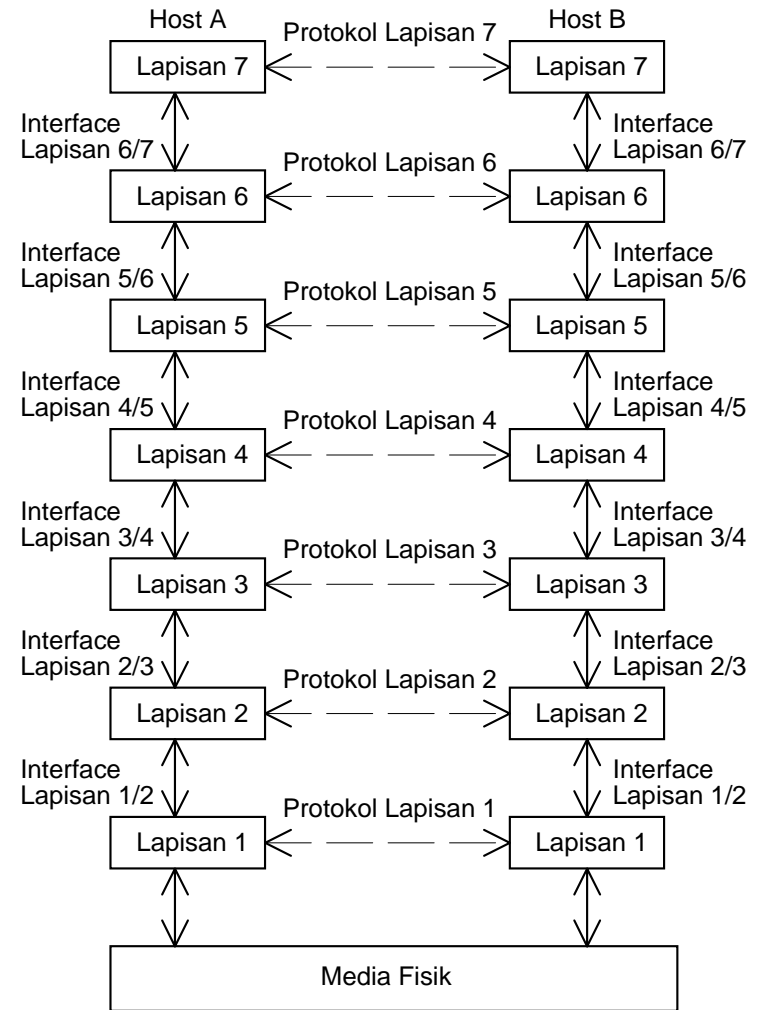 Host A
Host B
Protokol Lapisan 7
Lapisan 7
Lapisan 7
Interface
Lapisan 6/7
Interface
Lapisan 6/7
Protokol Lapisan 6
Lapisan 6
Lapisan 6
Interface
Lapisan 5/6
Interface
Lapisan 5/6
Protokol Lapisan 5
Lapisan 5
Lapisan 5
Interface
Lapisan 4/5
Interface
Lapisan 4/5
Protokol Lapisan 4
Lapisan 4
Lapisan 4
Interface
Lapisan 3/4
Interface
Lapisan 3/4
Protokol Lapisan 3
Lapisan 3
Lapisan 3
Interface
Lapisan 2/3
Interface
Lapisan 2/3
Protokol Lapisan 2
Lapisan 2
Lapisan 2
Interface
Lapisan 1/2
Interface
Lapisan 1/2
Protokol Lapisan 1
Lapisan 1
Lapisan 1
Media Fisik